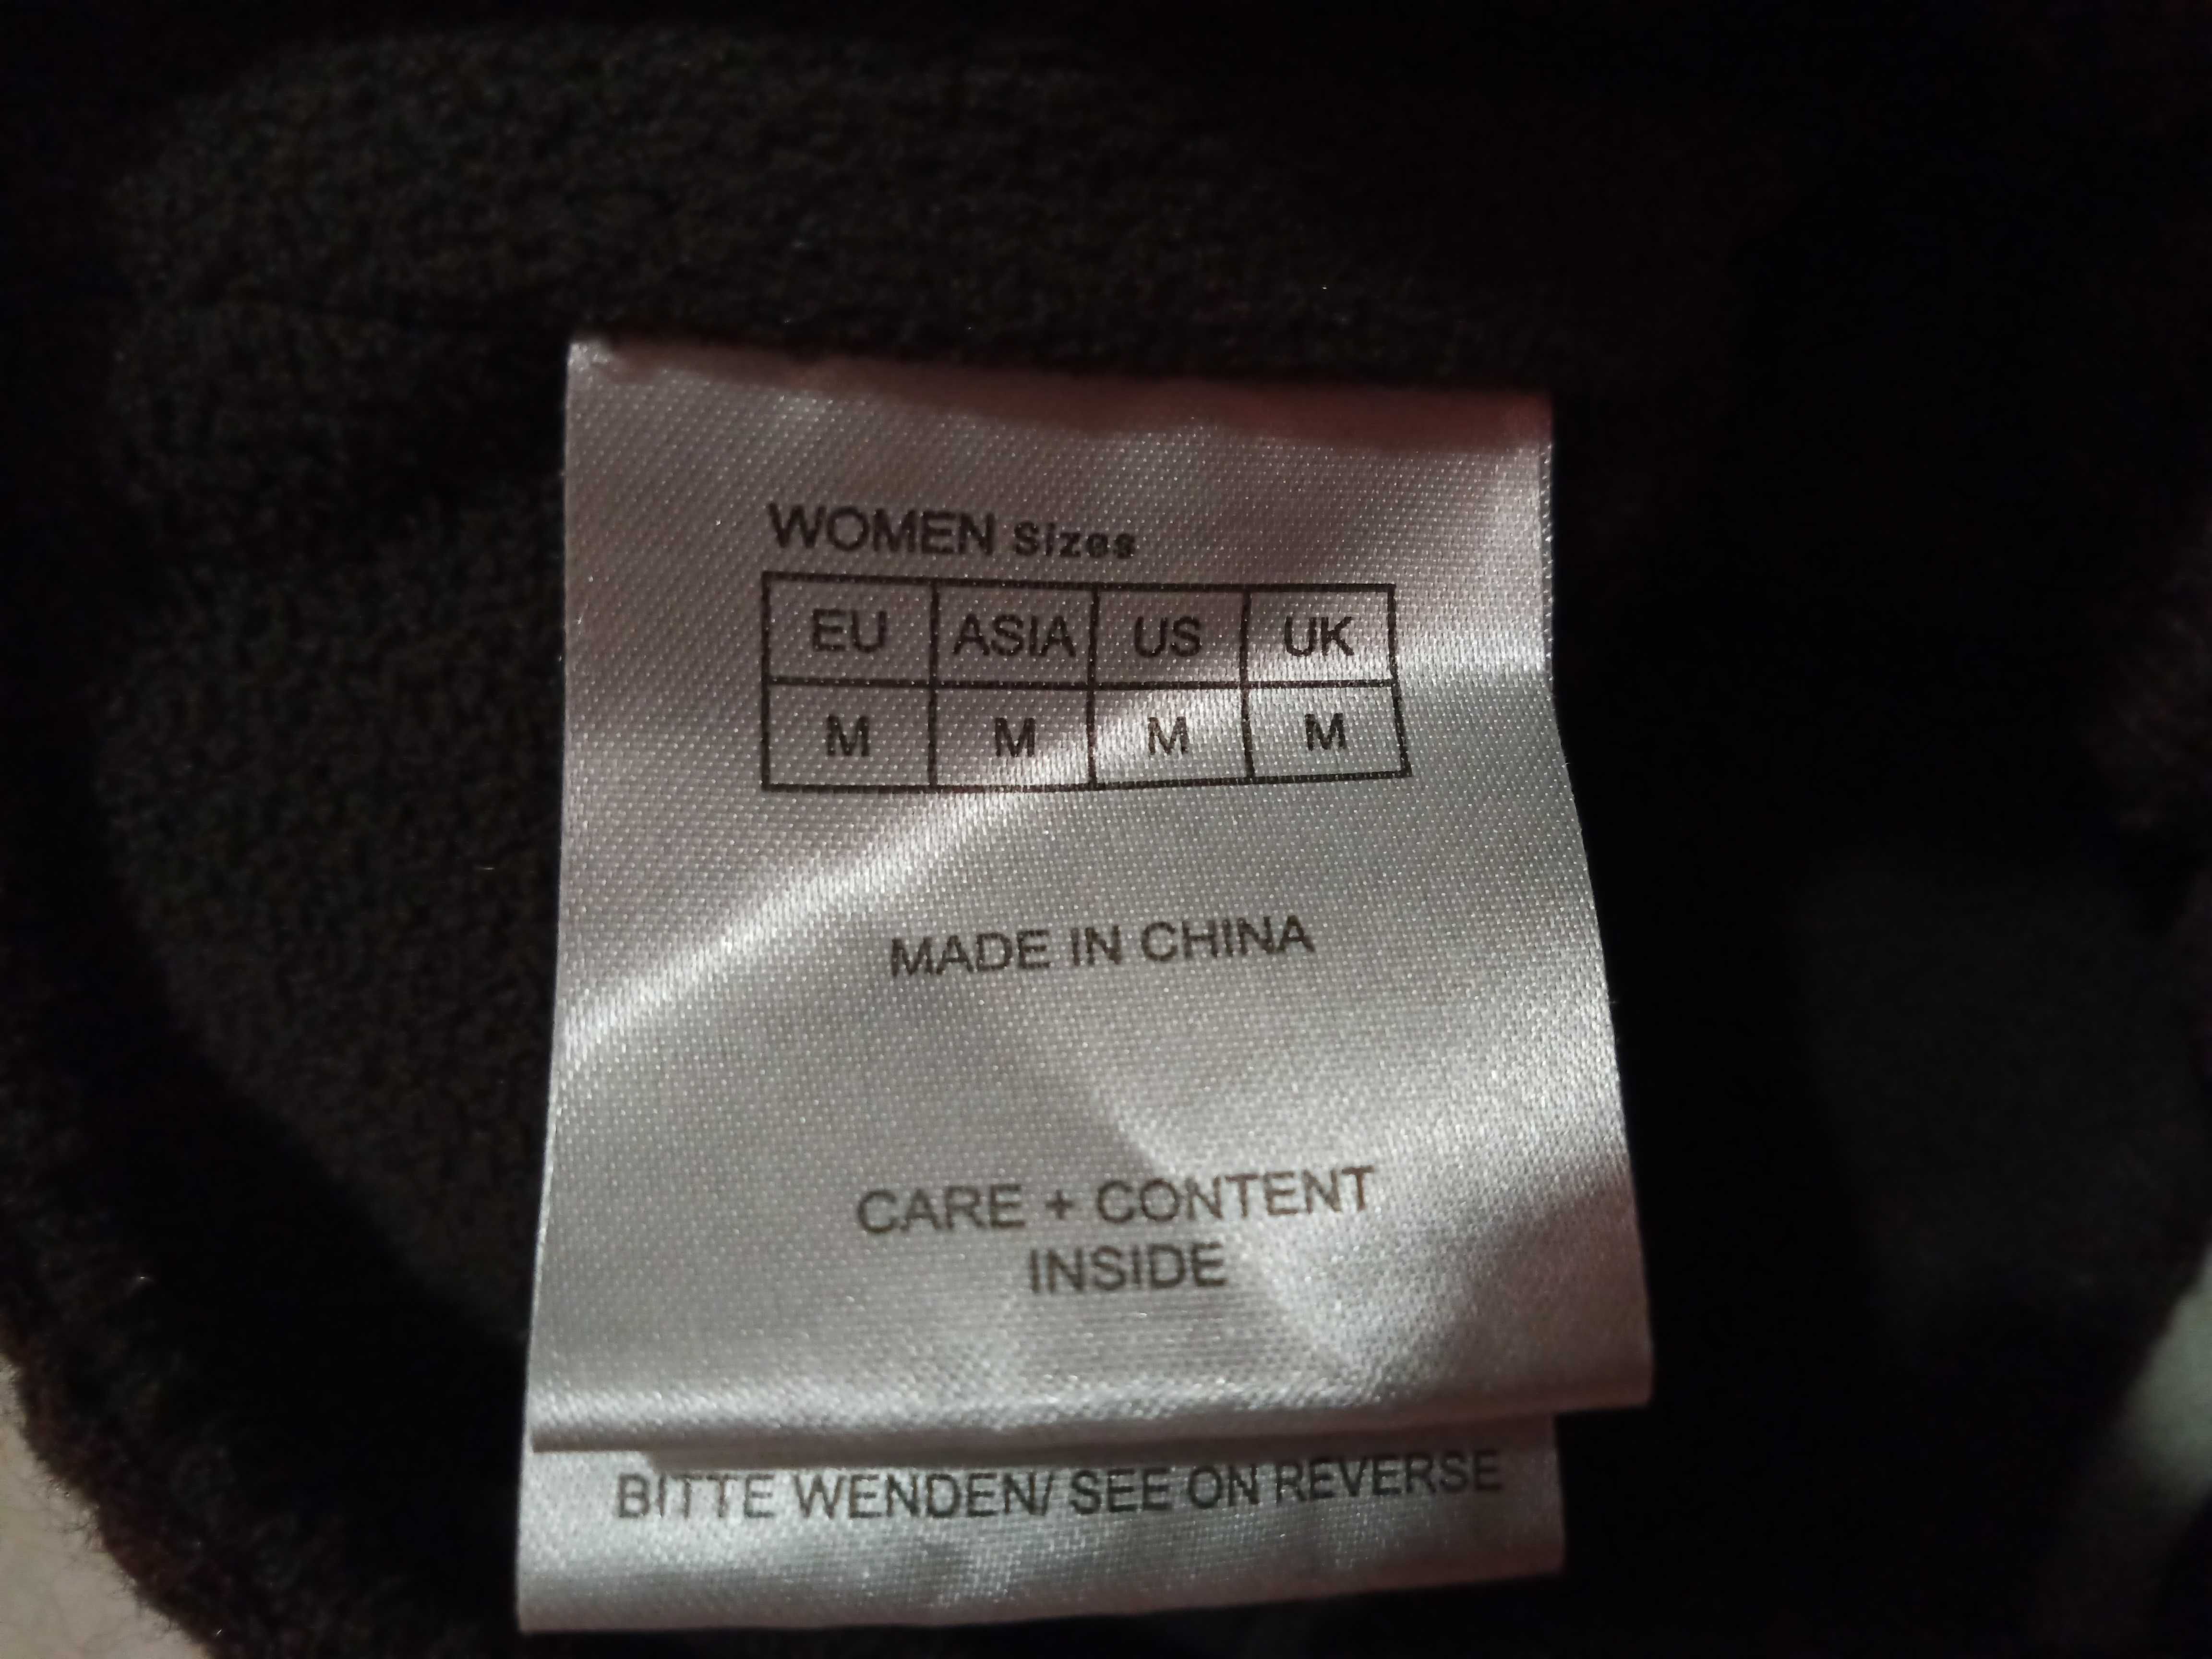 WOMEN Sizes
EU ASIA US UK
M M M M
MADE IN CHINA
CARE + CONTENT
INSIDE
BITTE WENDEN/ SEE ON REVERSE